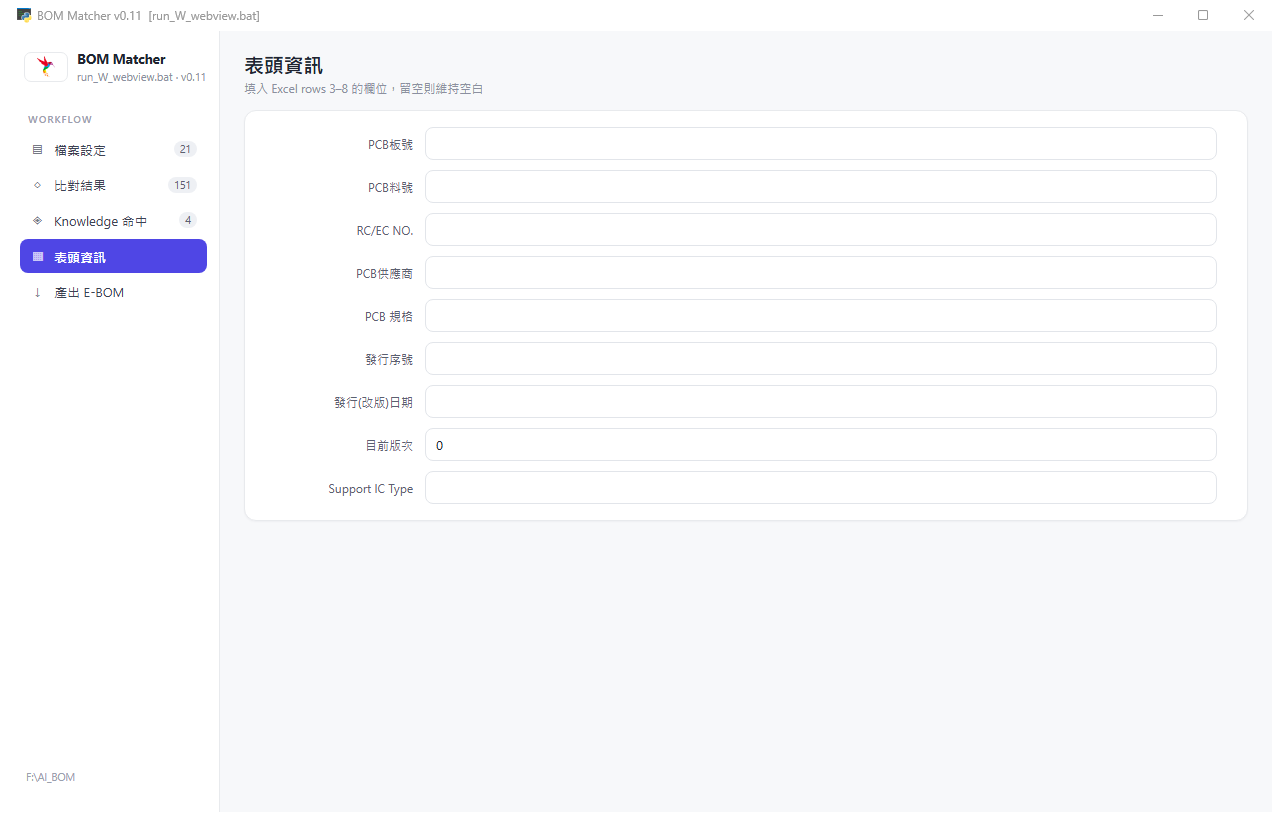 BOM Matcher v0.11 [run_W_webview.bat]
BOM Matcher
run_W_webview.bat · v0.11
WORKFLOW
檔案設定 21
比對結果 151
Knowledge 命中 4
表頭資訊
產出 E-BOM
F:\AI_BOM
表頭資訊
填入 Excel rows 3–8 的欄位，留空則維持空白
PCB板號
PCB料號
RC/EC NO.
PCB供應商
PCB 規格
發行序號
發行(改版)日期
目前版次 0
Support IC Type